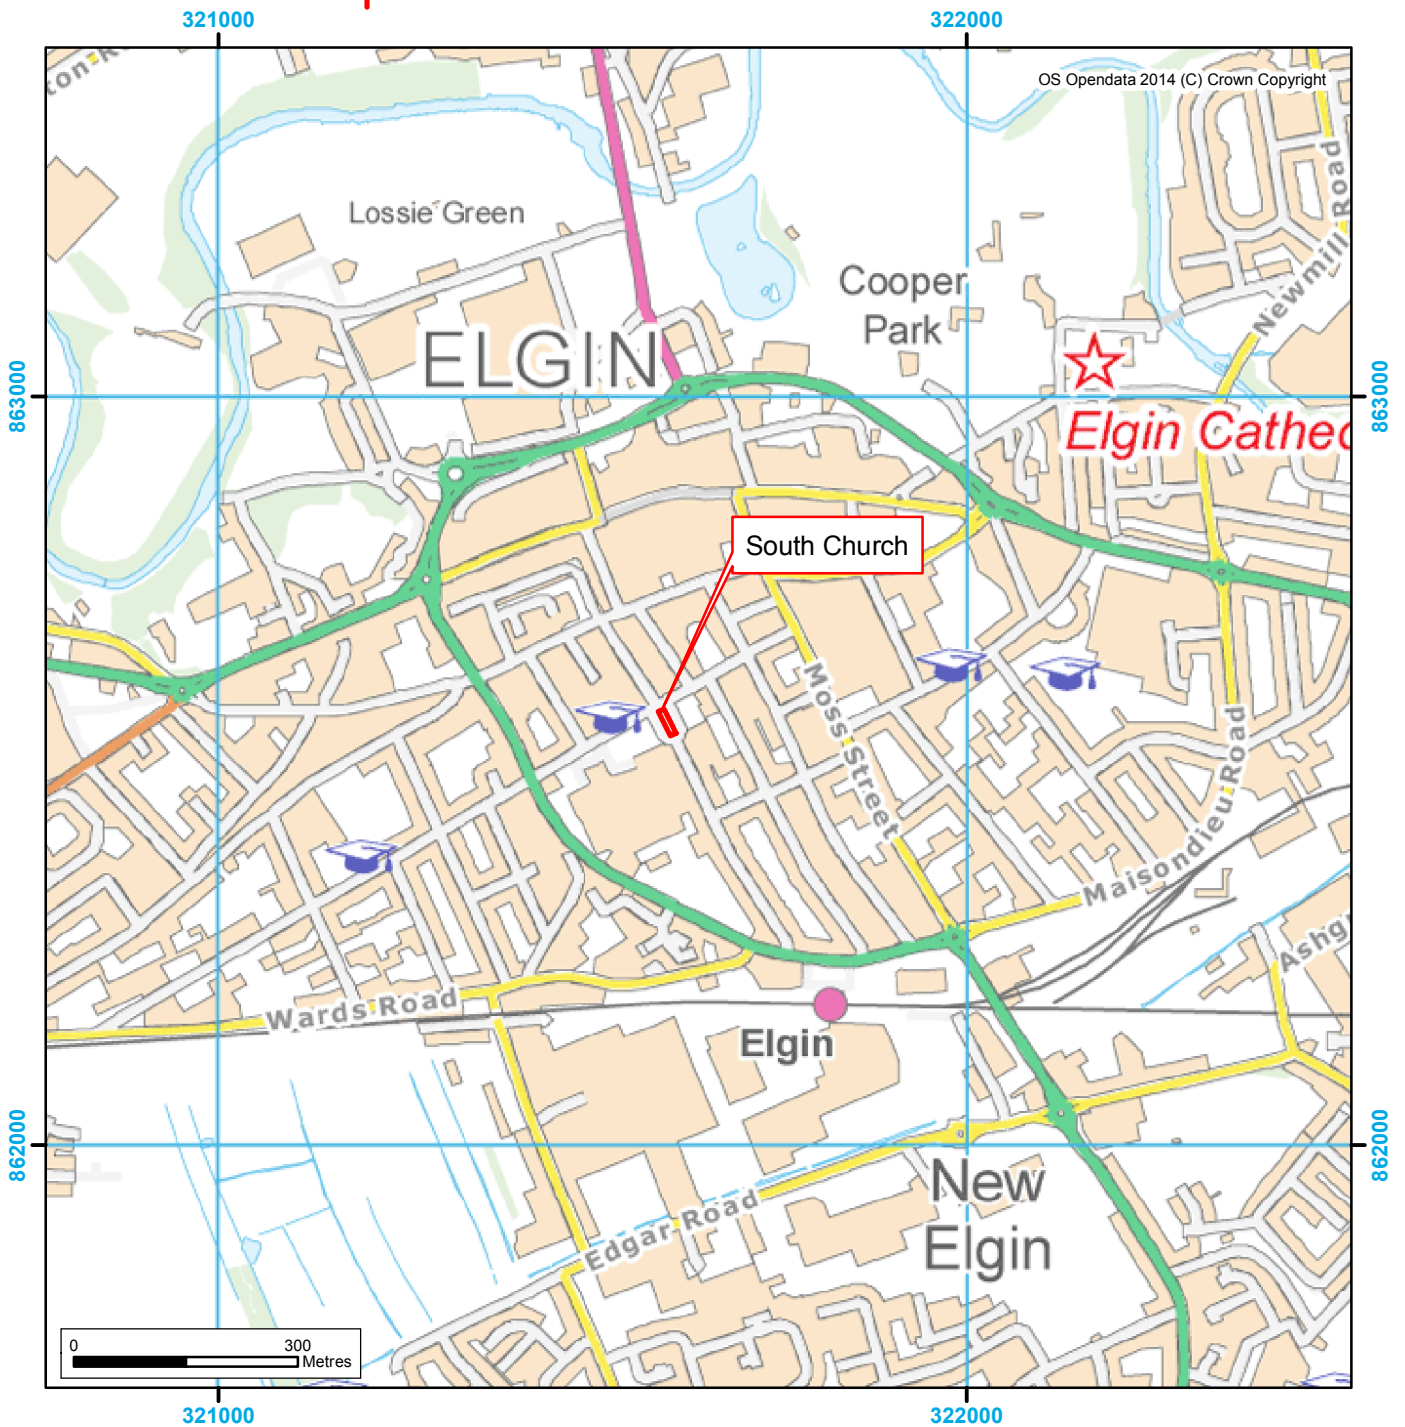 321000
322000
OS Opendata 2014 (C) Crown Copyright
Lossie Green
Newmill Road
Cooper
Park
ELGIN
863000
863000
Elgin Cathed
South Church
Moss Street
Maisondieu Road
Wards Road
Elgin
862000
862000
New
Elgin
Edgar Road
0 300
Metres
321000
322000